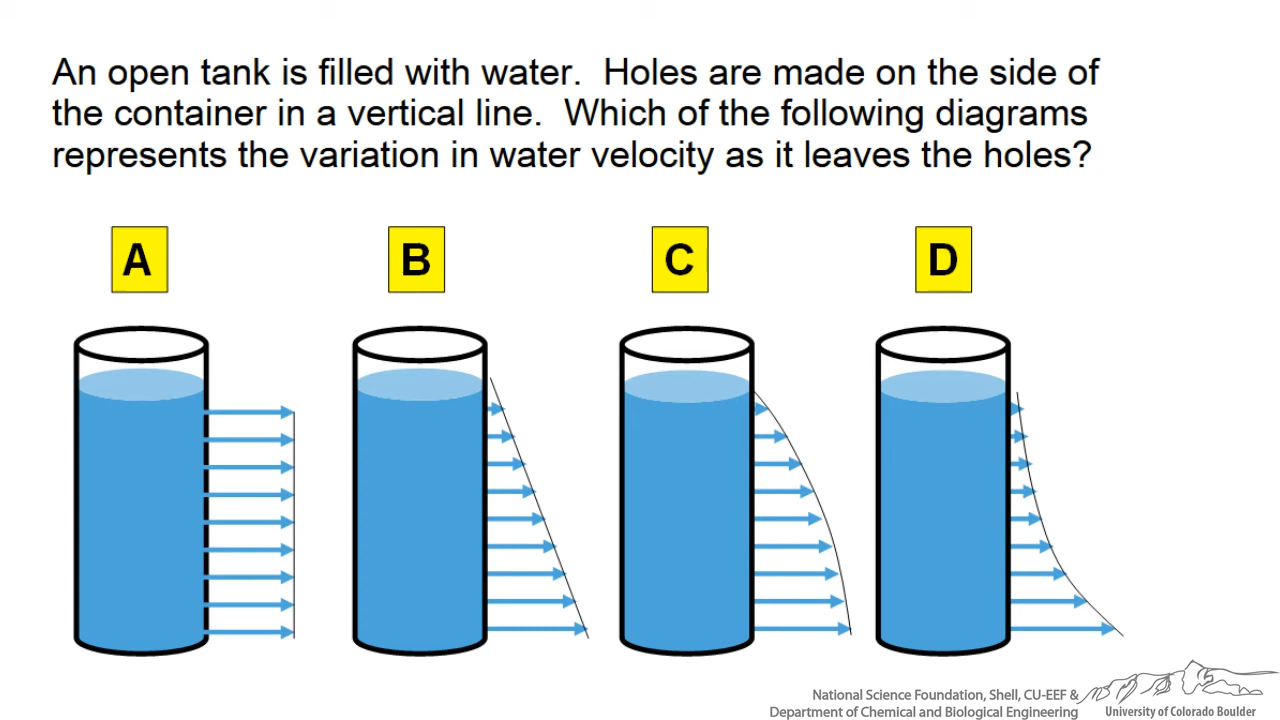 An open tank is filled with water.  Holes are made on the side of
the container in a vertical line.  Which of the following diagrams
represents the variation in water velocity as it leaves the holes?
A B C D
National Science Foundation, Shell, CU-EEF &
Department of Chemical and Biological Engineering
University of Colorado Boulder